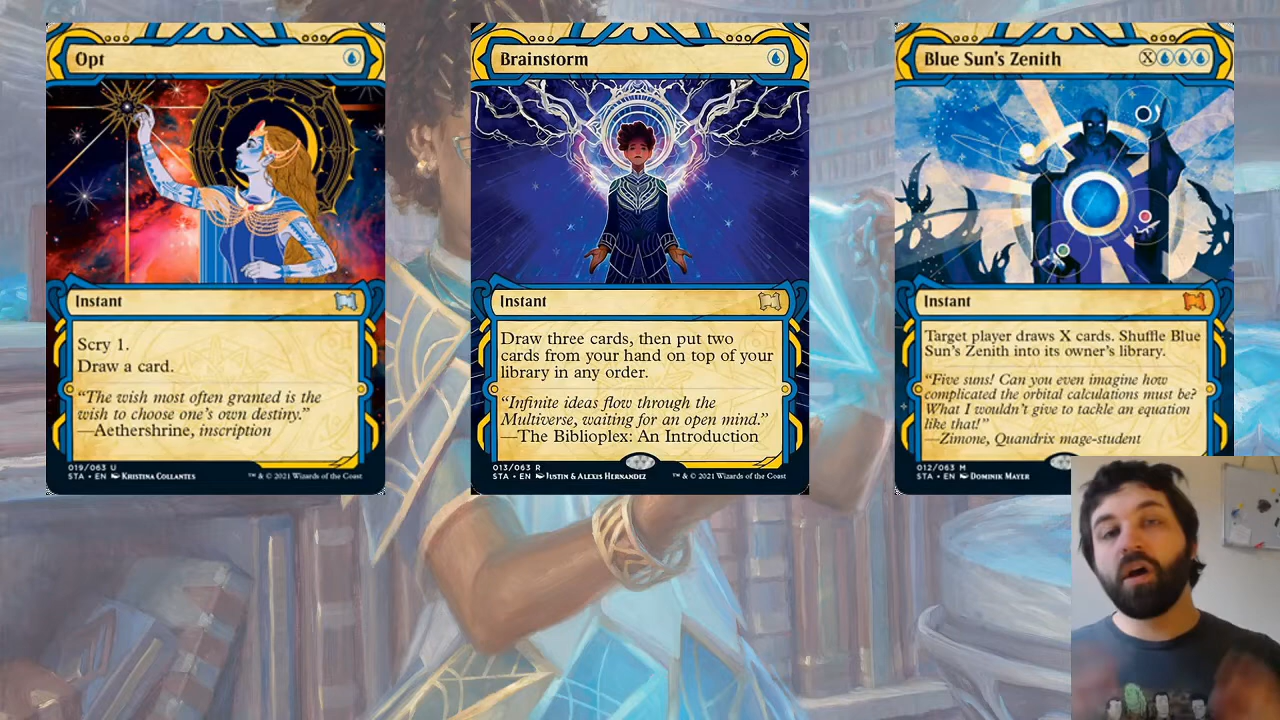 Opt
Instant
Scry 1.
Draw a card.
“The wish most often granted is the
wish to choose one’s own destiny.”
—Aethershrine, inscription
019/063 U
STA • EN Kristina Collantes
™ & © 2021 Wizards of the Coast
Brainstorm
Instant
Draw three cards, then put two
cards from your hand on top of your
library in any order.
“Infinite ideas flow through the
Multiverse, waiting for an open mind.”
—The Biblioplex: An Introduction
013/063 R
STA • EN Justin & Alexis Hernandez
™ & © 2021 Wizards of the Coast
Blue Sun’s Zenith
X
Instant
Target player draws X cards. Shuffle Blue
Sun’s Zenith into its owner’s library.
“Five suns! Can you even imagine how
complicated the orbital calculations must be?
What I wouldn’t give to tackle an equation
like that!”
—Zimone, Quandrix mage-student
012/063 M
STA • EN Dominik Mayer